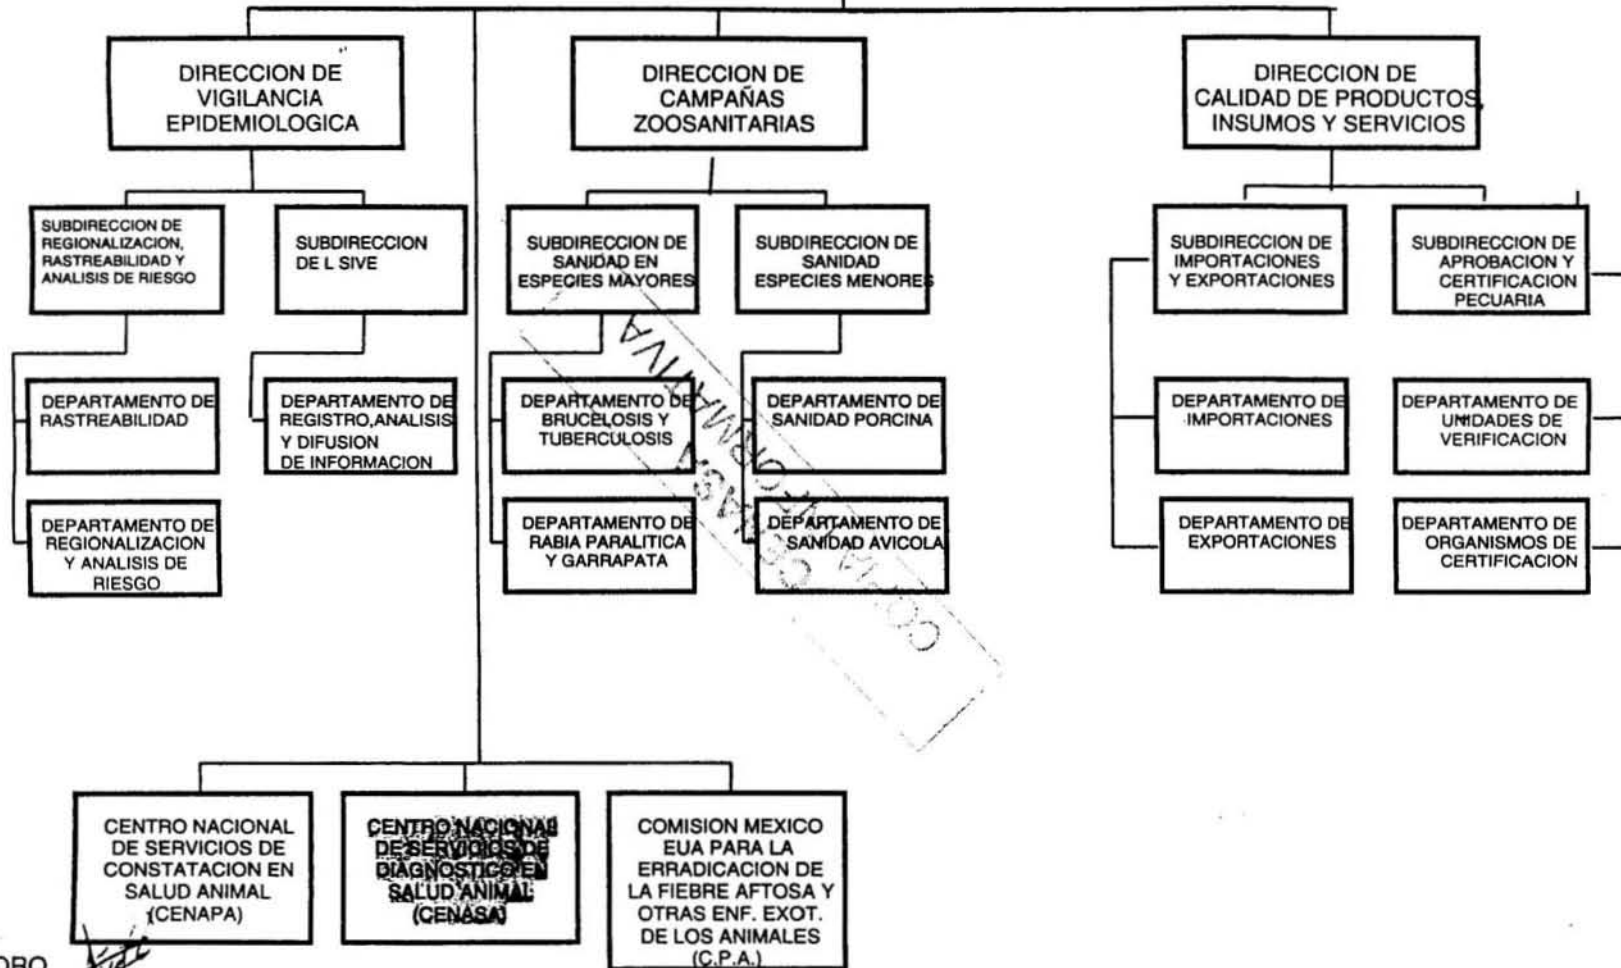 DIRECCION DE
VIGILANCIA
EPIDEMIOLOGICA
DIRECCION DE
CAMPAÑAS
ZOOSANITARIAS
DIRECCION DE
CALIDAD DE PRODUCTOS,
INSUMOS Y SERVICIOS
SUBDIRECCION DE
REGIONALIZACION,
RASTREABILIDAD Y
ANALISIS DE RIESGO
SUBDIRECCION
DE L SIVE
SUBDIRECCION DE
SANIDAD EN
ESPECIES MAYORES
SUBDIRECCION DE
SANIDAD
ESPECIES MENORES
SUBDIRECCION DE
IMPORTACIONES
Y EXPORTACIONES
SUBDIRECCION DE
APROBACION Y
CERTIFICACION
PECUARIA
DEPARTAMENTO DE
RASTREABILIDAD
DEPARTAMENTO DE
REGISTRO,ANALISIS
Y DIFUSION
DE INFORMACION
DEPARTAMENTO DE
BRUCELOSIS Y
TUBERCULOSIS
DEPARTAMENTO DE
SANIDAD PORCINA
DEPARTAMENTO DE
IMPORTACIONES
DEPARTAMENTO DE
UNIDADES DE
VERIFICACION
DEPARTAMENTO DE
REGIONALIZACION
Y ANALISIS DE
RIESGO
DEPARTAMENTO DE
RABIA PARALITICA
Y GARRAPATA
DEPARTAMENTO DE
SANIDAD AVICOLA
DEPARTAMENTO DE
EXPORTACIONES
DEPARTAMENTO DE
ORGANISMOS DE
CERTIFICACION
CENASA
COPIA INFORMATIVA
CENTRO NACIONAL
DE SERVICIOS DE
CONSTATACION EN
SALUD ANIMAL
(CENAPA)
CENTRO NACIONAL
DE SERVICIOS DE
DIAGNOSTICO EN
SALUD ANIMAL
(CENASA)
COMISION MEXICO
EUA PARA LA
ERRADICACION DE
LA FIEBRE AFTOSA Y
OTRAS ENF. EXOT.
DE LOS ANIMALES
(C.P.A.)